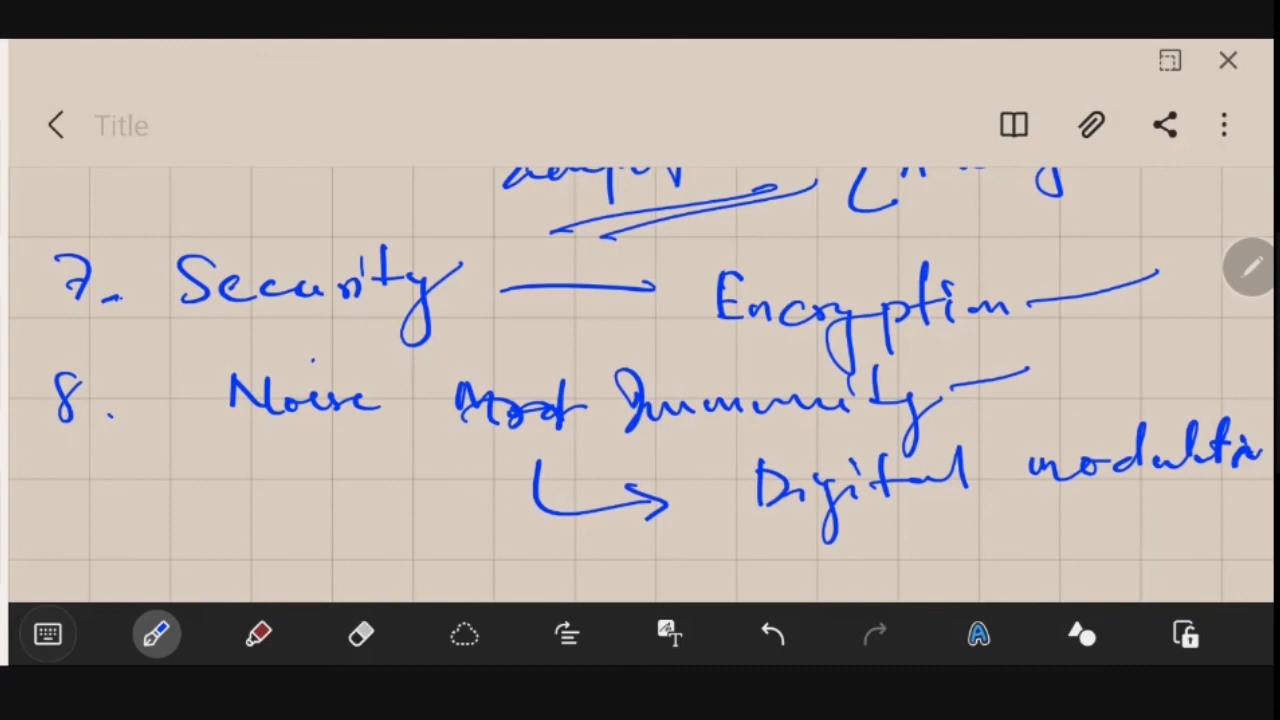 Title
7. Security — Encryption —
8. Noise Immunity —
Digital modulation